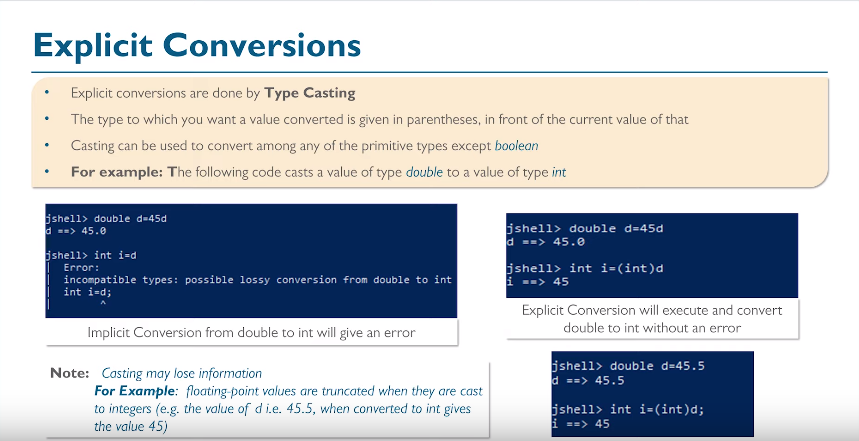 Explicit Conversions
• Explicit conversions are done by Type Casting
• The type to which you want a value converted is given in parentheses, in front of the current value of that
• Casting can be used to convert among any of the primitive types except boolean
• For example: The following code casts a value of type double to a value of type int
jshell> double d=45d
d ==> 45.0
jshell> int i=d
|  Error:
|  incompatible types: possible lossy conversion from double to int
|  int i=d;
|        ^
Implicit Conversion from double to int will give an error
jshell> double d=45d
d ==> 45.0
jshell> int i=(int)d
i ==> 45
Explicit Conversion will execute and convert
double to int without an error
Note: Casting may lose information
For Example: floating-point values are truncated when they are cast
to integers (e.g. the value of d i.e. 45.5, when converted to int gives
the value 45)
jshell> double d=45.5
d ==> 45.5
jshell> int i=(int)d;
i ==> 45